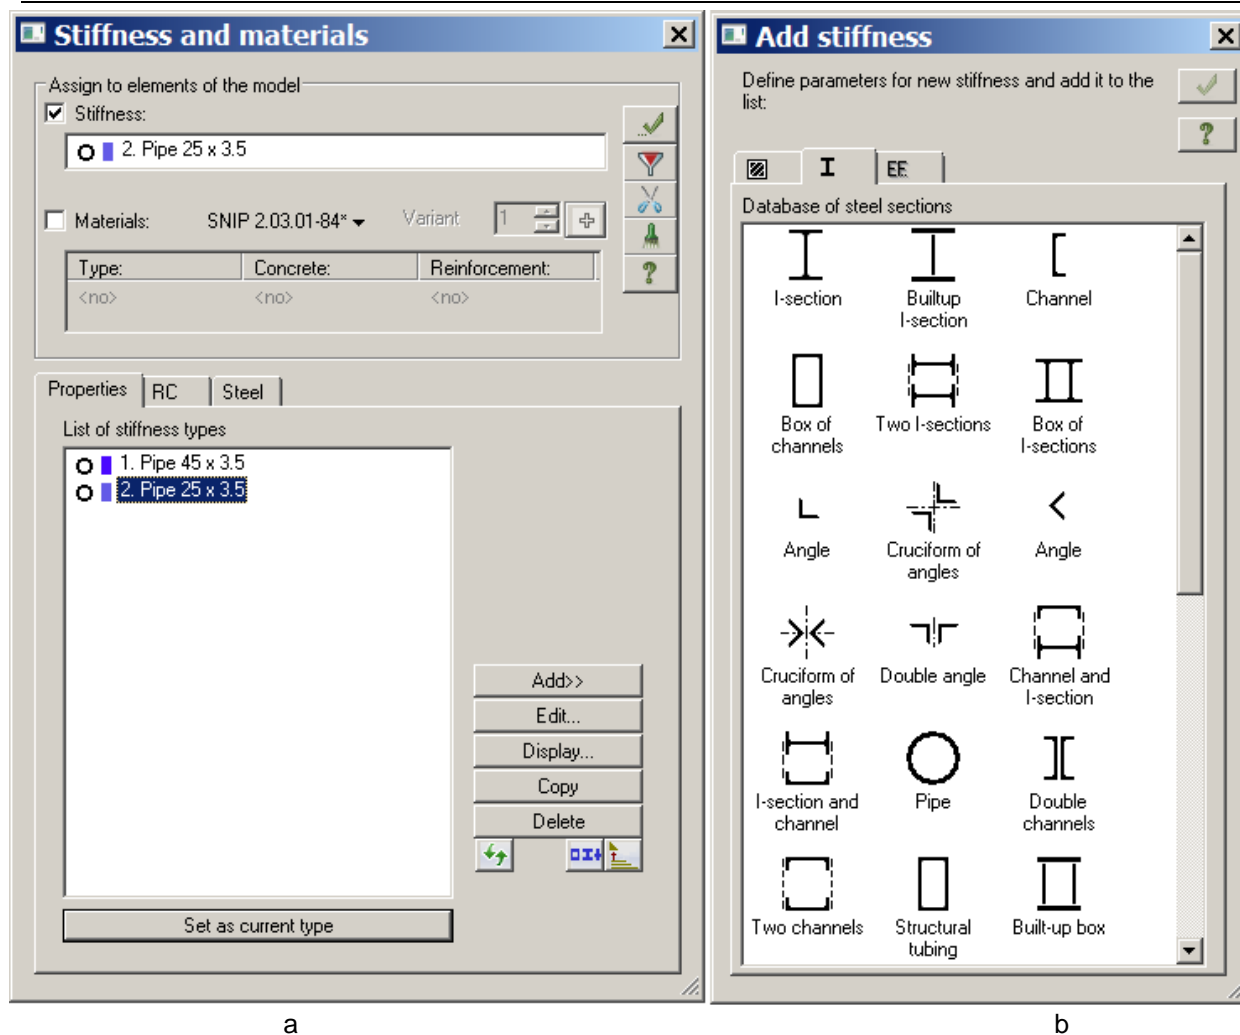 Stiffness and materials
Assign to elements of the model
Stiffness:
2. Pipe 25 x 3.5
Materials: SNIP 2.03.01-84* Variant 1
Type: Concrete: Reinforcement:
<no> <no> <no>
Properties RC Steel
List of stiffness types
1. Pipe 45 x 3.5
2. Pipe 25 x 3.5
Add>>
Edit...
Display...
Copy
Delete
Set as current type
a
Add stiffness
Define parameters for new stiffness and add it to the
list:
I EE
Database of steel sections
I-section Builtup Channel
I-section
Box of Two I-sections Box of
channels I-sections
Angle Cruciform of Angle
angles
Cruciform of Double angle Channel and
angles I-section
I-section and Pipe Double
channel channels
Two channels Structural Built-up box
tubing
b